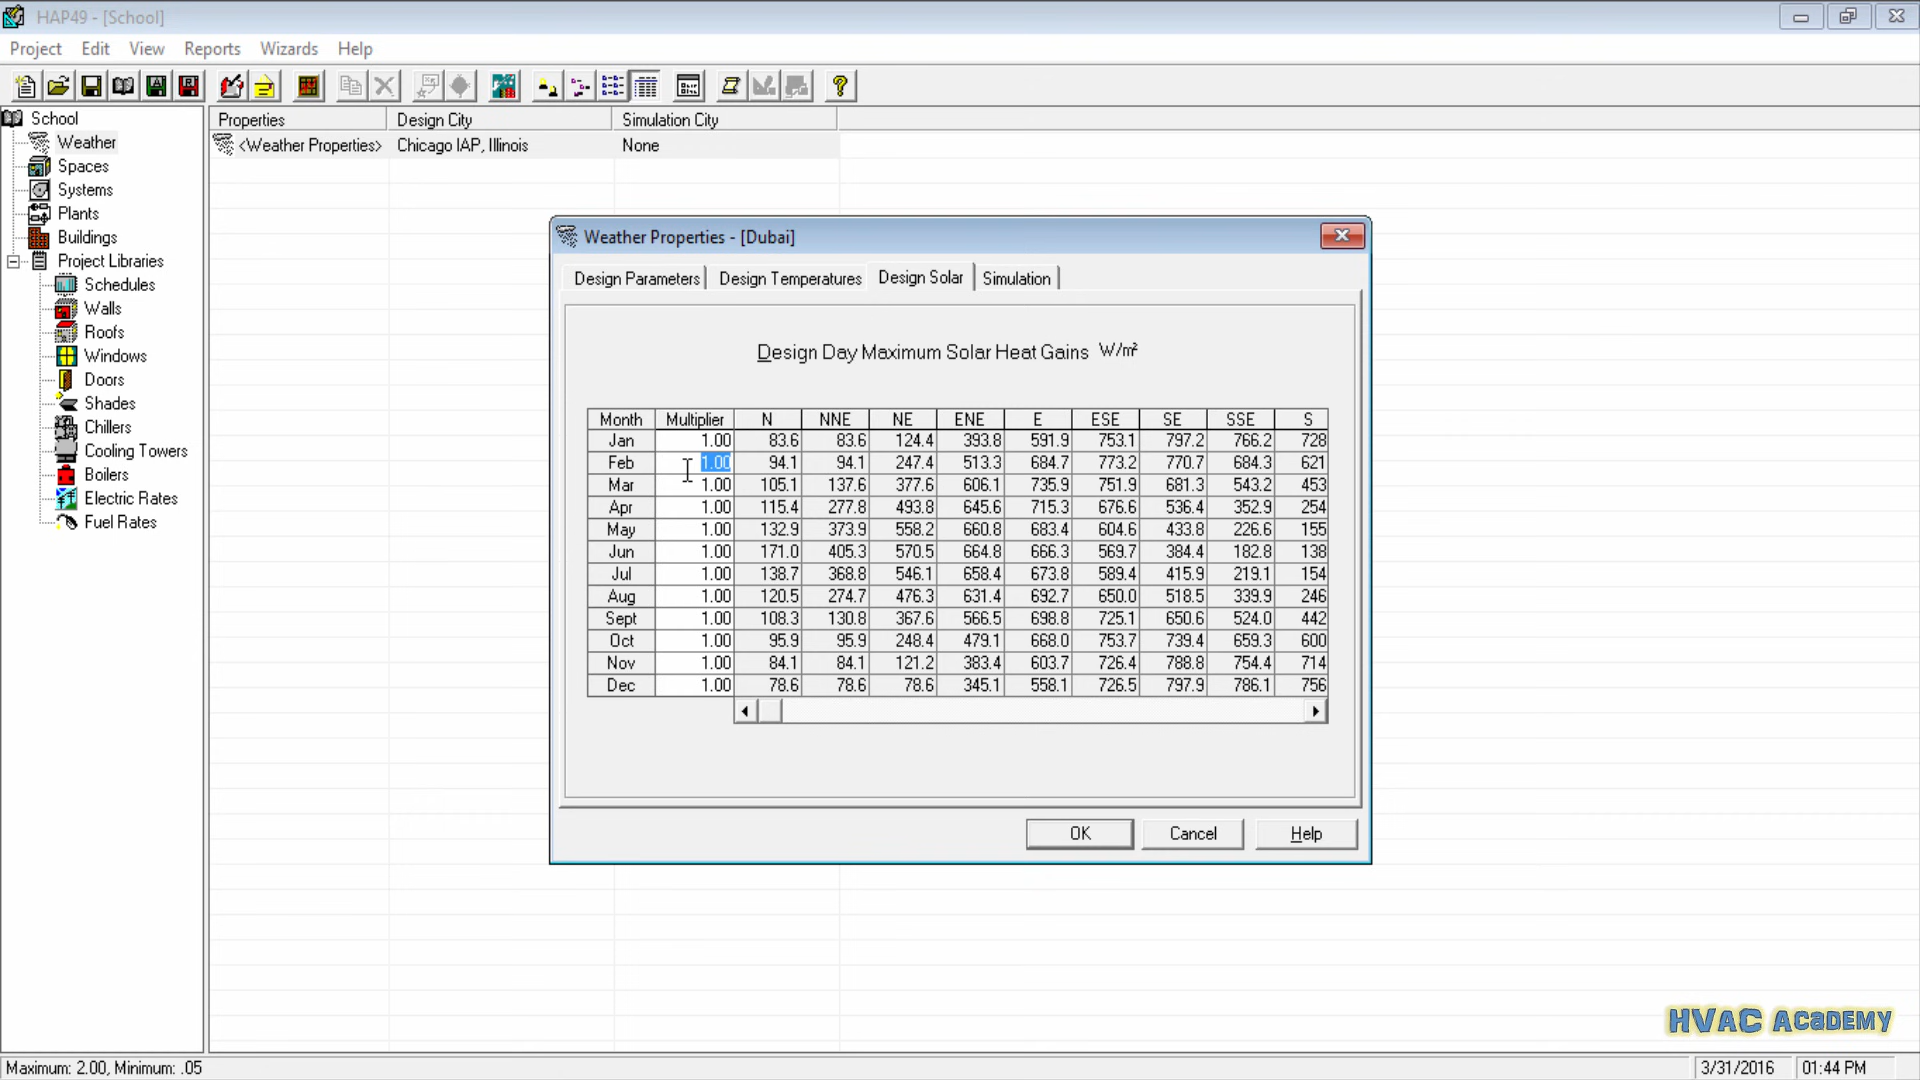 HAP49 - [School]
Project Edit View Reports Wizards Help
School
Weather
Spaces
Systems
Plants
Buildings
Project Libraries
Schedules
Walls
Roofs
Windows
Doors
Shades
Chillers
Cooling Towers
Boilers
Electric Rates
Fuel Rates
Properties Design City Simulation City
<Weather Properties> Chicago IAP, Illinois None
Weather Properties - [Dubai]
Design Parameters Design Temperatures Design Solar Simulation
Design Day Maximum Solar Heat Gains W/m²
Month Multiplier N NNE NE ENE E ESE SE SSE S
Jan 1.00 83.6 83.6 124.4 393.8 591.9 753.1 797.2 766.2 728
Feb 1.00 94.1 94.1 247.4 513.3 684.7 773.2 770.7 684.3 621
Mar 1.00 105.1 137.6 377.6 606.1 735.9 751.9 681.3 543.2 453
Apr 1.00 115.4 277.8 493.8 645.6 715.3 676.6 536.4 352.9 254
May 1.00 132.9 373.9 558.2 660.8 683.4 604.6 433.8 226.6 155
Jun 1.00 171.0 405.3 570.5 664.8 666.3 569.7 384.4 182.8 138
Jul 1.00 138.7 368.8 546.1 658.4 673.8 589.4 415.9 219.1 154
Aug 1.00 120.5 274.7 476.3 631.4 692.7 650.0 518.5 339.9 246
Sept 1.00 108.3 130.8 367.6 566.5 698.8 725.1 650.6 524.0 442
Oct 1.00 95.9 95.9 248.4 479.1 668.0 753.7 739.4 659.3 600
Nov 1.00 84.1 84.1 121.2 383.4 603.7 726.4 788.8 754.4 714
Dec 1.00 78.6 78.6 78.6 345.1 558.1 726.5 797.9 786.1 756
OK Cancel Help
HVAC Academy
Maximum: 2.00, Minimum: .05 3/31/2016 01:44 PM